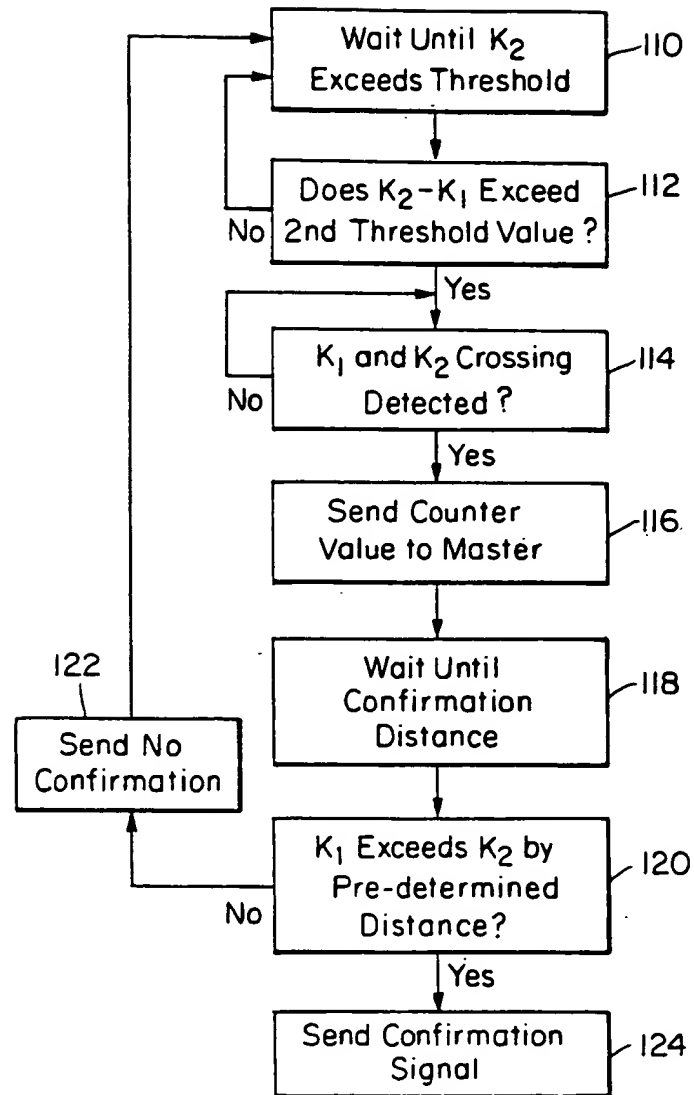 Wait Until K₂
Exceeds Threshold
110
Does K₂-K₁ Exceed
2nd Threshold Value ?
112
No
Yes
K₁ and K₂ Crossing
Detected ?
114
No
Yes
Send Counter
Value to Master
116
Wait Until
Confirmation
Distance
118
122
Send No
Confirmation
K₁ Exceeds K₂ by
Pre-determined
Distance?
120
No
Yes
Send Confirmation
Signal
124